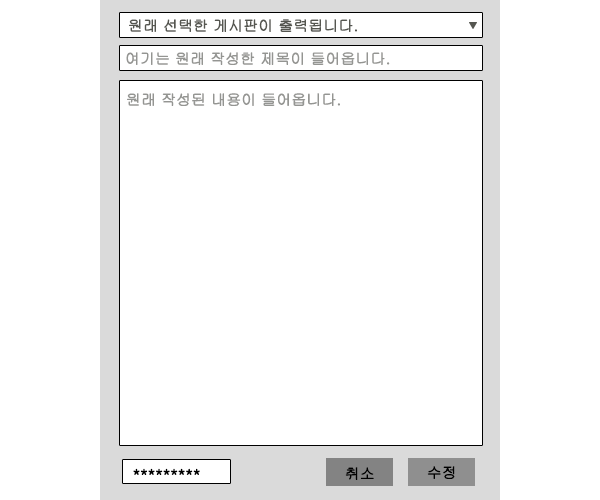 원래 선택한 게시판이 출력됩니다.
여기는 원래 작성한 제목이 들어옵니다.
원래 작성된 내용이 들어옵니다.
*********
취소
수정